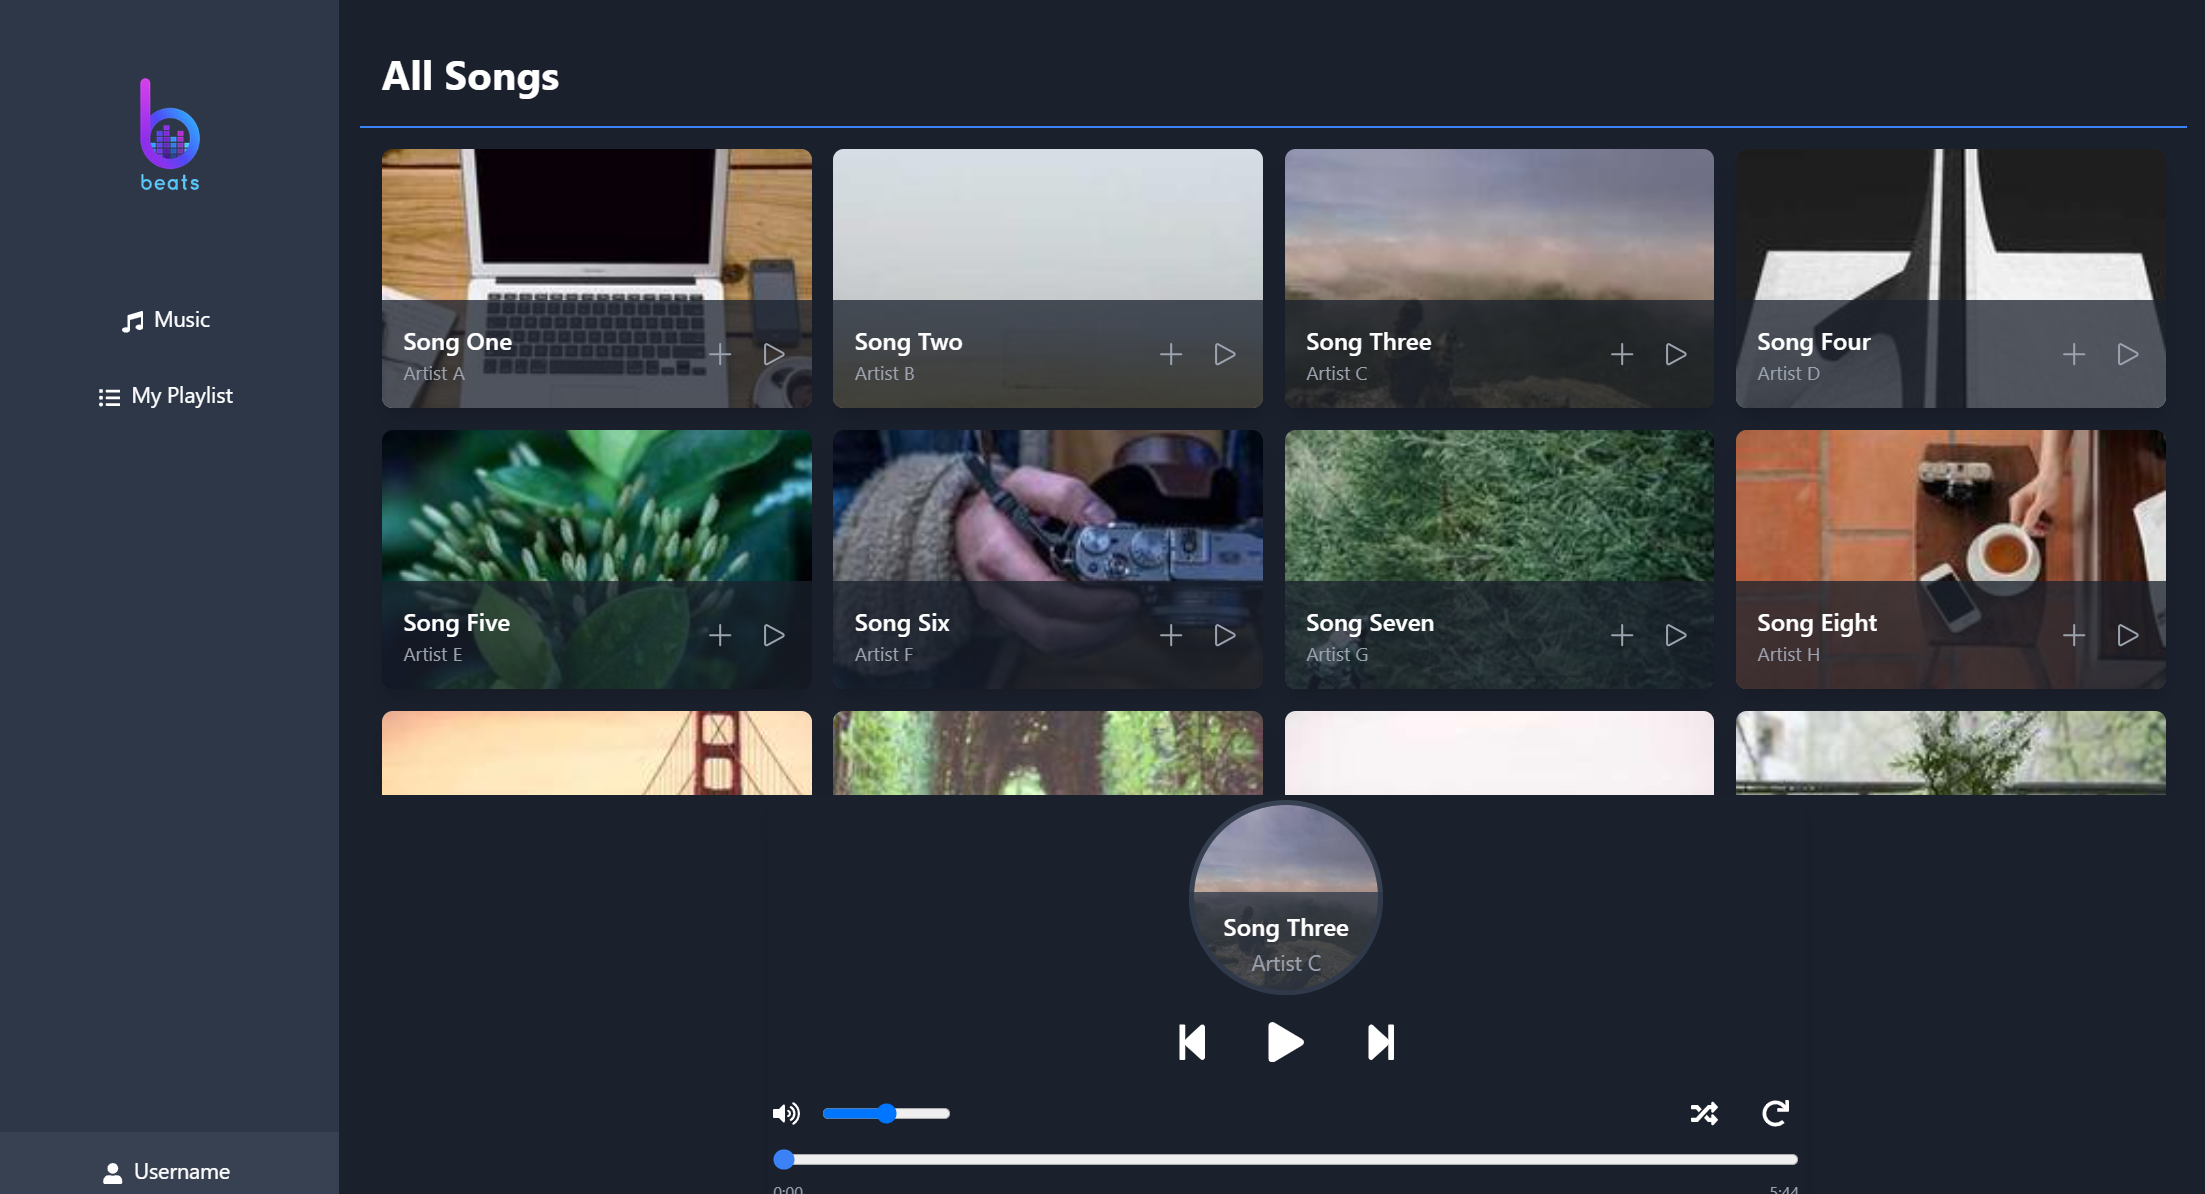 beats
Music
My Playlist
Username
All Songs
Song One
Artist A
Song Two
Artist B
Song Three
Artist C
Song Four
Artist D
Song Five
Artist E
Song Six
Artist F
Song Seven
Artist G
Song Eight
Artist H
Song Three
Artist C
0:00
5:44